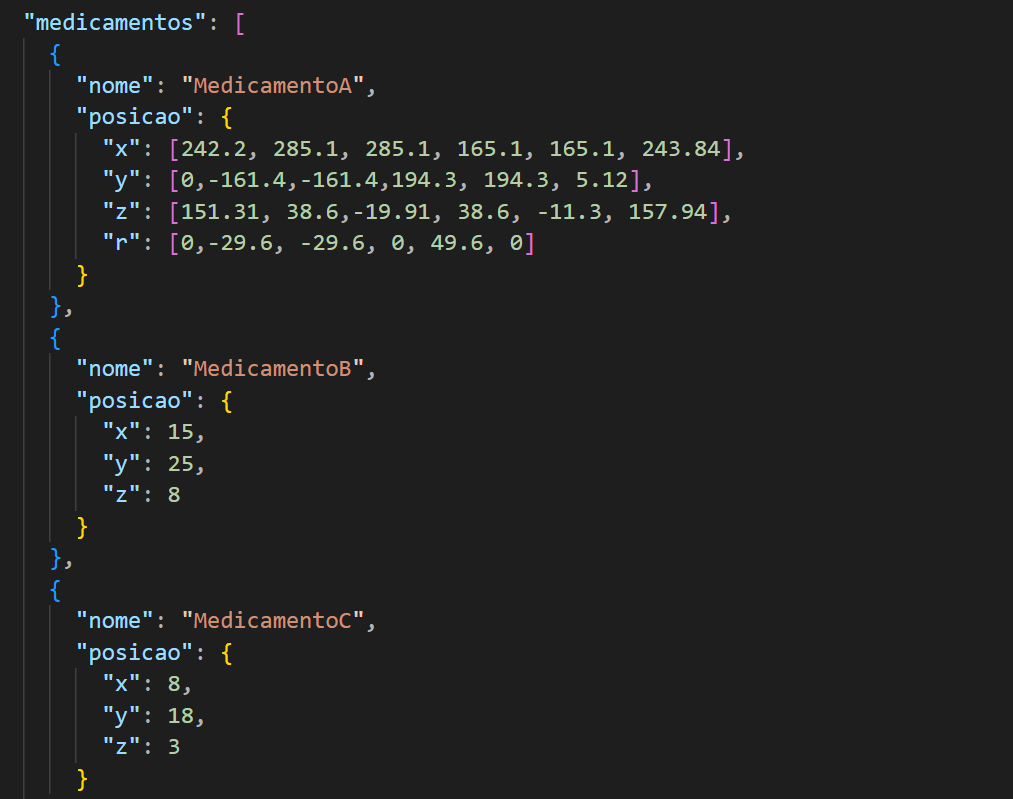 "medicamentos": [
{
"nome": "MedicamentoA",
"posicao": {
"x": [242.2, 285.1, 285.1, 165.1, 165.1, 243.84],
"y": [0,-161.4,-161.4,194.3, 194.3, 5.12],
"z": [151.31, 38.6,-19.91, 38.6, -11.3, 157.94],
"r": [0,-29.6, -29.6, 0, 49.6, 0]
}
},
{
"nome": "MedicamentoB",
"posicao": {
"x": 15,
"y": 25,
"z": 8
}
},
{
"nome": "MedicamentoC",
"posicao": {
"x": 8,
"y": 18,
"z": 3
}